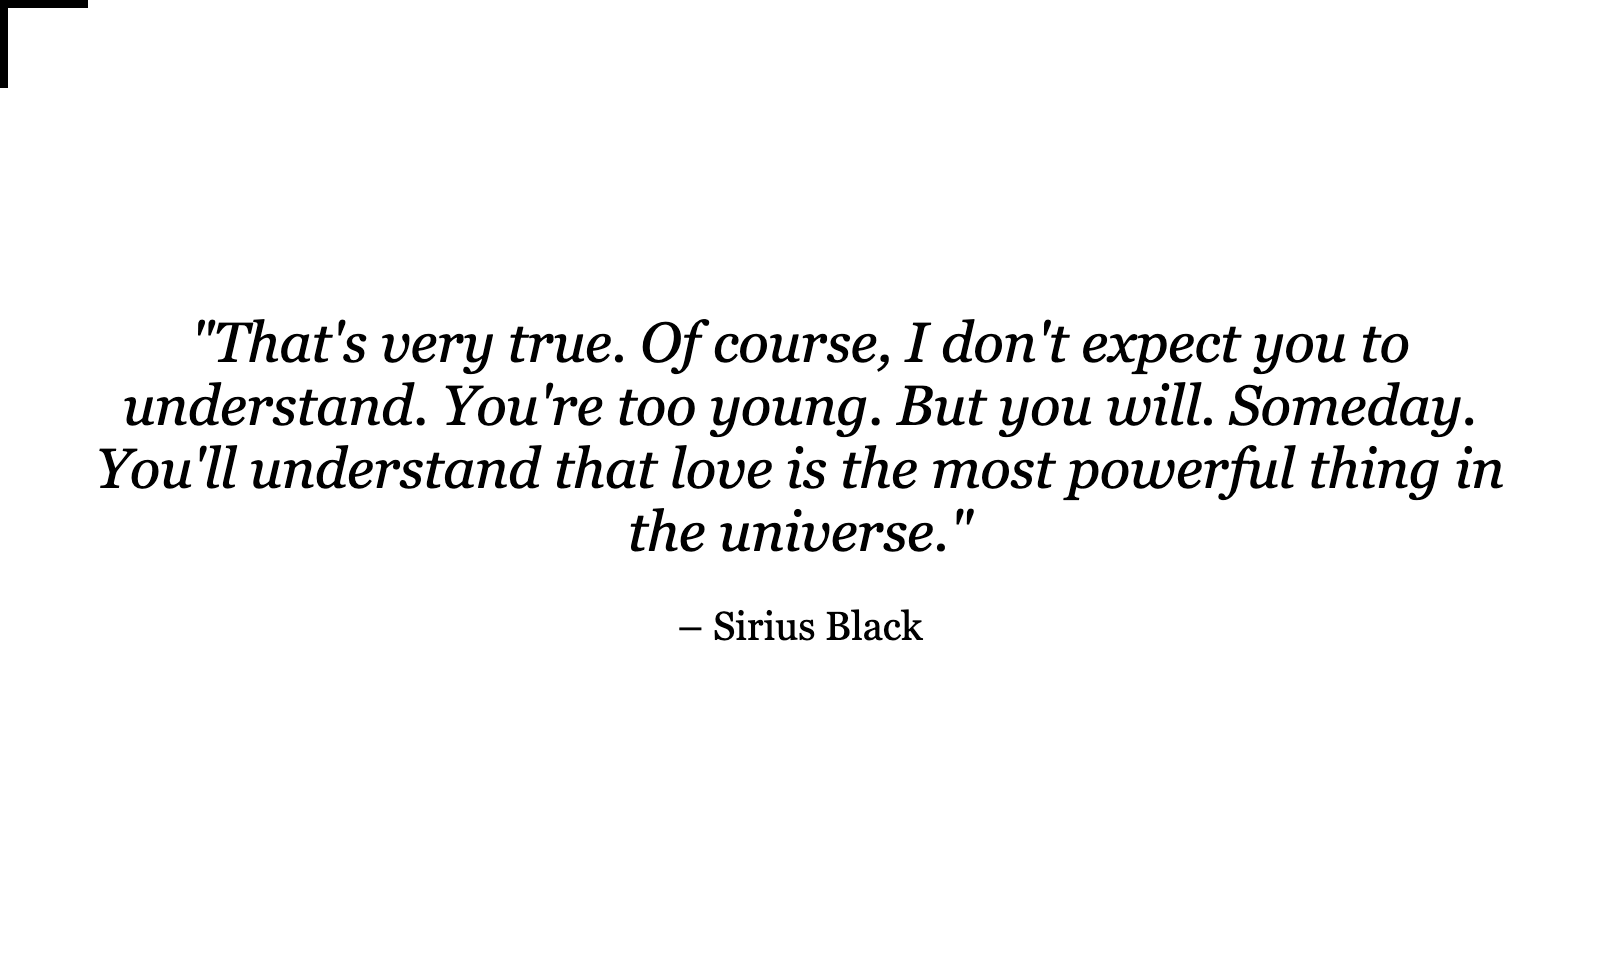 "That's very true. Of course, I don't expect you to
understand. You're too young. But you will. Someday.
You'll understand that love is the most powerful thing in
the universe."
– Sirius Black